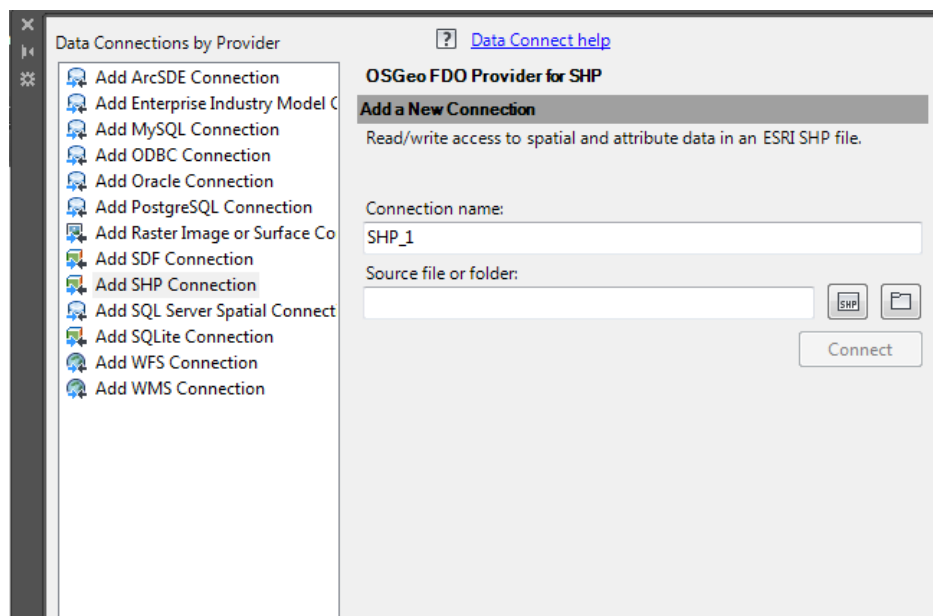 Data Connections by Provider
Add ArcSDE Connection
Add Enterprise Industry Model C
Add MySQL Connection
Add ODBC Connection
Add Oracle Connection
Add PostgreSQL Connection
Add Raster Image or Surface Co
Add SDF Connection
Add SHP Connection
Add SQL Server Spatial Connect
Add SQLite Connection
Add WFS Connection
Add WMS Connection
? Data Connect help
OSGeo FDO Provider for SHP
Add a New Connection
Read/write access to spatial and attribute data in an ESRI SHP file.
Connection name:
SHP_1
Source file or folder:
SHP
Connect